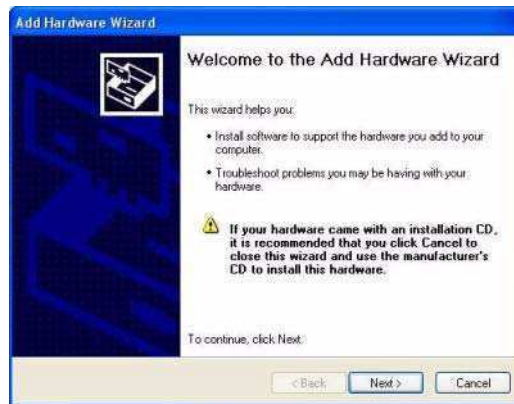 Add Hardware Wizard
Welcome to the Add Hardware Wizard
This wizard helps you:
• Install software to support the hardware you add to your
computer.
• Troubleshoot problems you may be having with your
hardware.
If your hardware came with an installation CD,
it is recommended that you click Cancel to
close this wizard and use the manufacturer's
CD to install this hardware.
To continue, click Next.
< Back Next > Cancel